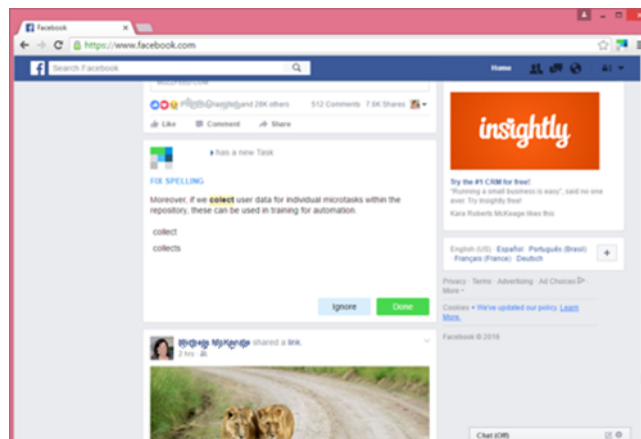 Facebook
https://www.facebook.com
Search Facebook
Home
and 28K others
512 Comments 7.6K Shares
Like Comment Share
has a new Task
FIX SPELLING
Moreover, if we colect user data for individual microtasks within the
repository, these can be used in training for automation.
collect
collects
Ignore
Done
shared a link.
2 hrs
insightly
Try the #1 CRM for free!
"Running a small business is easy", said no one
ever. Try Insightly free!
Kara Roberts McKeage likes this
English (US) · Español · Português (Brasil)
· Français (France) · Deutsch
+
Privacy · Terms · Advertising · Ad Choices
More
Cookies • We've updated our policy. Learn
More.
Facebook © 2016
Chat (Off)